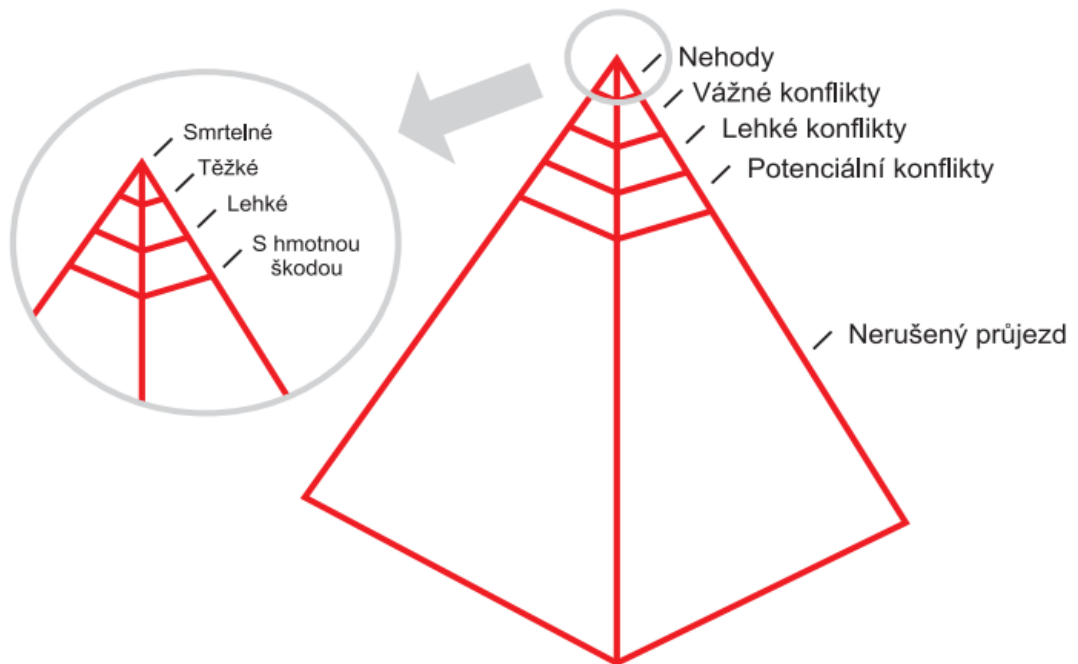 Nehody
Vážné konflikty
Lehké konflikty
Potenciální konflikty
Nerušený průjezd
Smrtelné
Těžké
Lehké
S hmotnou
škodou